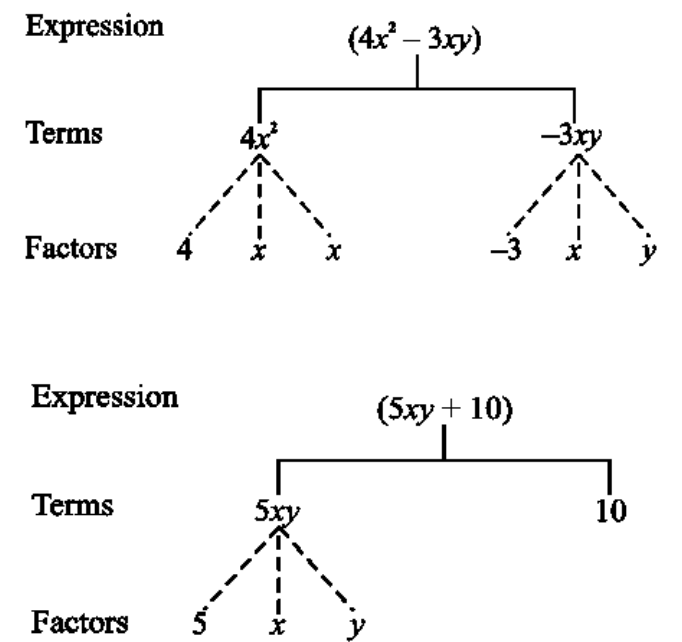 Expression (4x² – 3xy)
Terms 4x² –3xy
Factors 4 x x –3 x y
Expression (5xy + 10)
Terms 5xy 10
Factors 5 x y